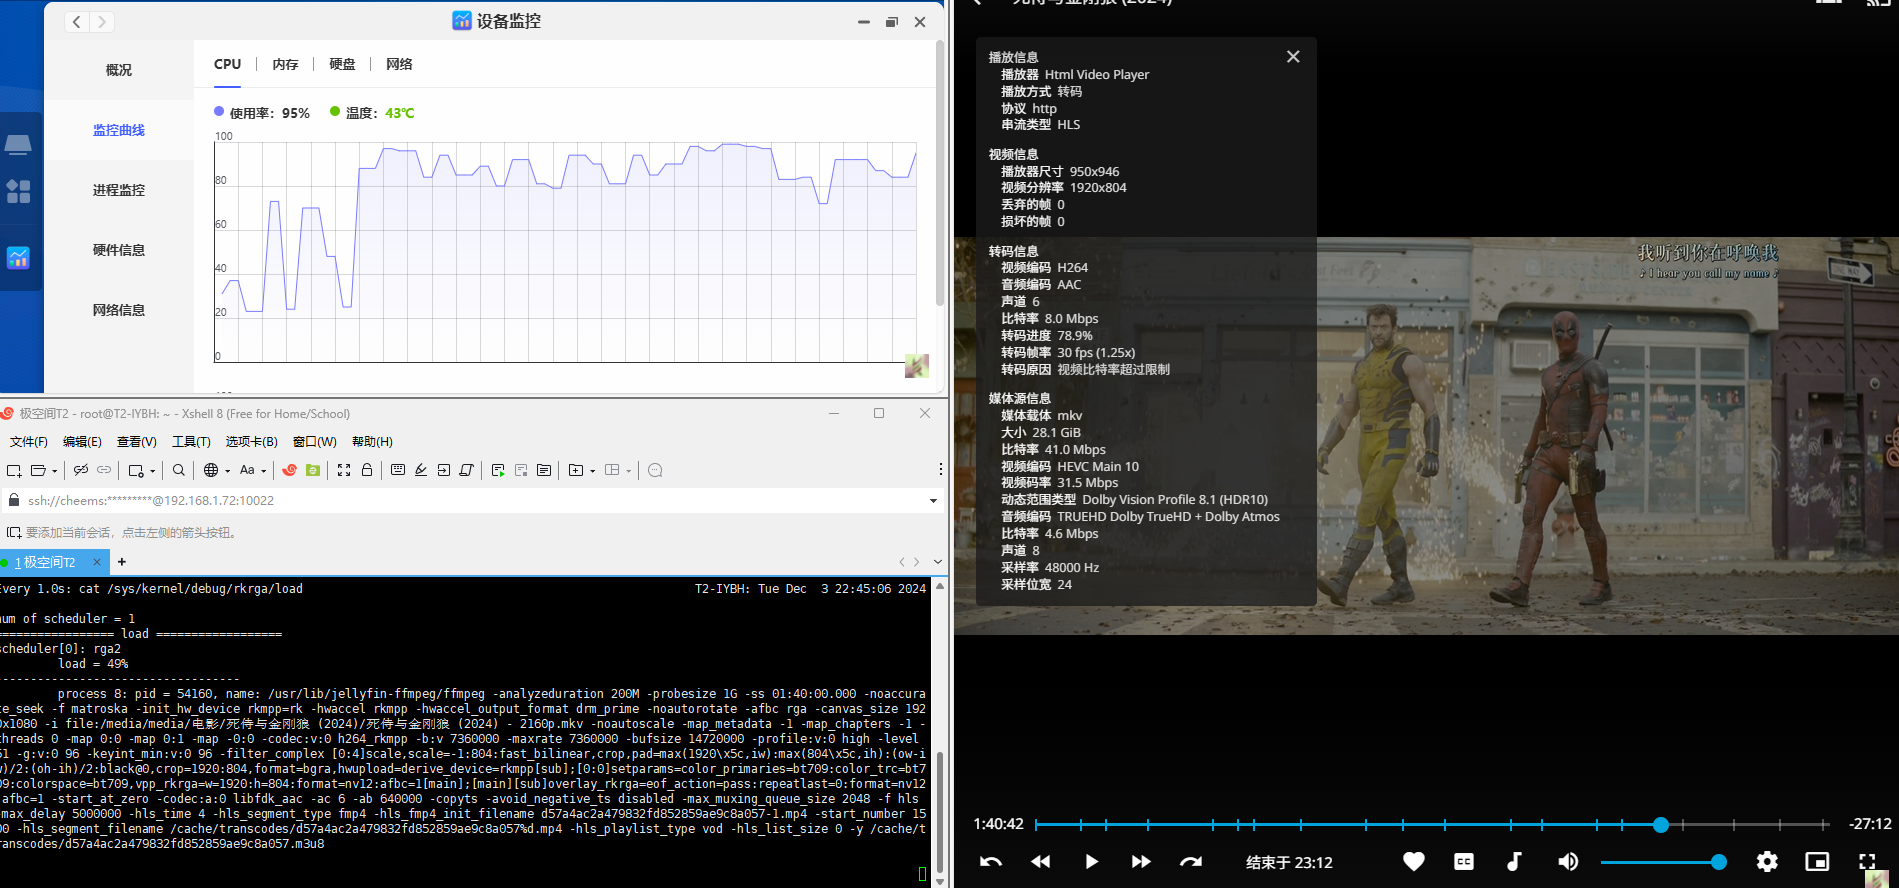 设备监控
概况
监控曲线
进程监控
硬件信息
网络信息
CPU
内存
硬盘
网络
使用率：95%
温度：43℃
100
80
60
40
20
0
极空间T2 - root@T2-IYBH: ~ - Xshell 8 (Free for Home/School)
文件(F) 编辑(E) 查看(V) 工具(T) 选项卡(B) 窗口(W) 帮助(H)
Aa
ssh://cheems:*********@192.168.1.72:10022
要添加当前会话，点击左侧的箭头按钮。
1 极空间T2
Every 1.0s: cat /sys/kernel/debug/rkrga/load
T2-IYBH: Tue Dec  3 22:45:06 2024
num of scheduler = 1
================= load ==================
scheduler[0]: rga2
load = 49%
----------------------------------
process 8: pid = 54160, name: /usr/lib/jellyfin-ffmpeg/ffmpeg -analyzeduration 200M -probesize 1G -ss 01:40:00.000 -noaccura
te_seek -f matroska -init_hw_device rkmpp=rk -hwaccel rkmpp -hwaccel_output_format drm_prime -noautorotate -afbc rga -canvas_size 192
0x1080 -i file:/media/media/电影/死侍与金刚狼 (2024)/死侍与金刚狼 (2024) - 2160p.mkv -noautoscale -map_metadata -1 -map_chapters -1 -
threads 0 -map 0:0 -map 0:1 -map -0:0 -codec:v:0 h264_rkmpp -b:v 7360000 -maxrate 7360000 -bufsize 14720000 -profile:v:0 high -level
51 -g:v:0 96 -keyint_min:v:0 96 -filter_complex [0:4]scale,scale=-1:804:fast_bilinear,crop,pad=max(1920\x5c,iw):max(804\x5c,ih):(ow-i
w)/2:(oh-ih)/2:black@0,crop=1920:804,format=bgra,hwupload=derive_device=rkmpp[sub];[0:0]setparams=color_primaries=bt709:color_trc=bt7
09:colorspace=bt709,vpp_rkrga=w=1920:h=804:format=nv12:afbc=1[main];[main][sub]overlay_rkrga=eof_action=pass:repeatlast=0:format=nv12
:afbc=1 -start_at_zero -codec:a:0 libfdk_aac -ac 6 -ab 640000 -copyts -avoid_negative_ts disabled -max_muxing_queue_size 2048 -f hls
-max_delay 5000000 -hls_time 4 -hls_segment_type fmp4 -hls_fmp4_init_filename d57a4ac2a479832fd852859ae9c8a057-1.mp4 -start_number 15
00 -hls_segment_filename /cache/transcodes/d57a4ac2a479832fd852859ae9c8a057%d.mp4 -hls_playlist_type vod -hls_list_size 0 -y /cache/t
ranscodes/d57a4ac2a479832fd852859ae9c8a057.m3u8
播放信息
播放器 Html Video Player
播放方式 转码
协议 http
串流类型 HLS
视频信息
播放器尺寸 950x946
视频分辨率 1920x804
丢弃的帧 0
损坏的帧 0
转码信息
视频编码 H264
音频编码 AAC
声道 6
比特率 8.0 Mbps
转码进度 78.9%
转码帧率 30 fps (1.25x)
转码原因 视频比特率超过限制
媒体源信息
媒体载体 mkv
大小 28.1 GiB
比特率 41.0 Mbps
视频编码 HEVC Main 10
视频码率 31.5 Mbps
动态范围类型 Dolby Vision Profile 8.1 (HDR10)
音频编码 TRUEHD Dolby TrueHD + Dolby Atmos
比特率 4.6 Mbps
声道 8
采样率 48000 Hz
采样位宽 24
我听到你在呼唤我
♪ I hear you call my name ♪
1:40:42
-27:12
结束于 23:12
CC